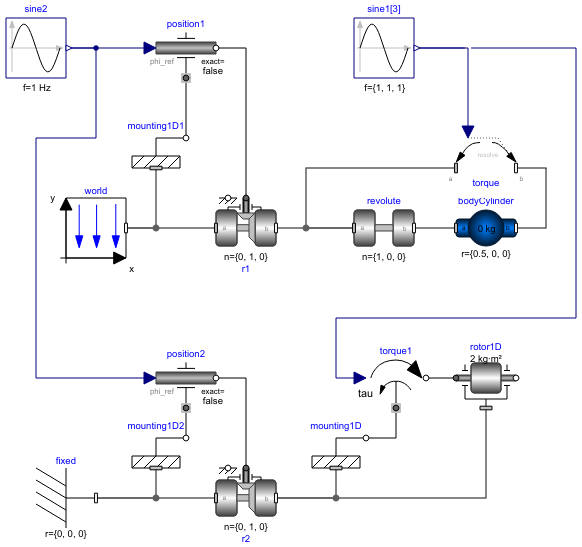 sine2
position1
sine1[3]
phi_ref
exact=
false
f=1 Hz
f={1, 1, 1}
mounting1D1
resolve
a
b
torque
world
revolute
bodyCylinder
y
a
b
a
b
a
0 kg
b
x
n={0, 1, 0}
r1
n={1, 0, 0}
r={0.5, 0, 0}
position2
torque1
rotor1D
2 kg·m²
phi_ref
exact=
false
tau
mounting1D2
mounting1D
fixed
a
b
r={0, 0, 0}
n={0, 1, 0}
r2